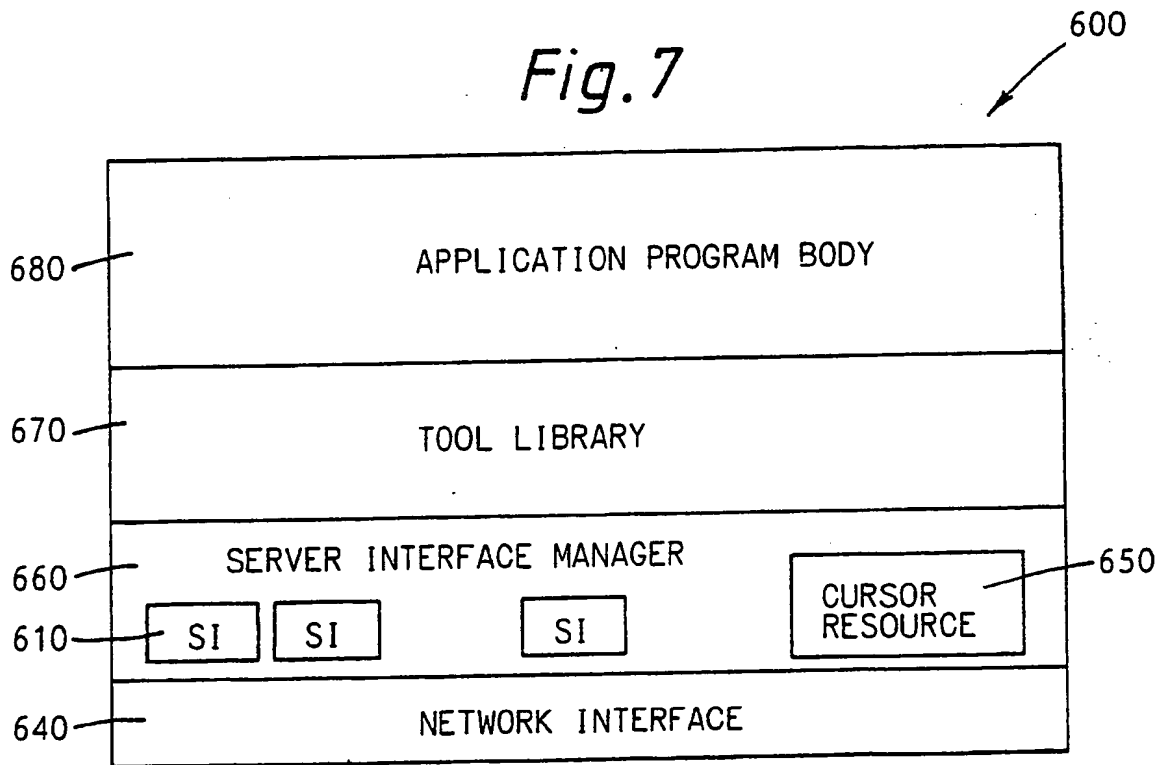 Fig. 7
600
680
APPLICATION PROGRAM BODY
670
TOOL LIBRARY
660
SERVER INTERFACE MANAGER
650
CURSOR
RESOURCE
610
SI
SI
SI
640
NETWORK INTERFACE